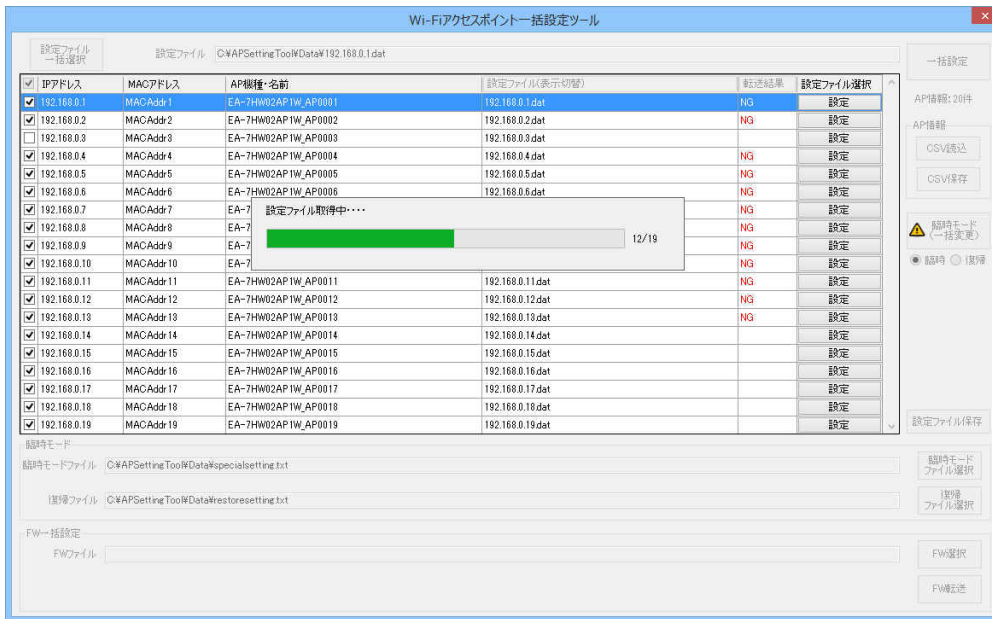 Wi-Fiアクセスポイント一括設定ツール
設定ファイル
一括選択
設定ファイル C:¥APSettingTool¥Data¥192.168.0.1.dat
一括設定
IPアドレス MACアドレス AP機種・名前 設定ファイル(表示切替) 転送結果 設定ファイル選択
192.168.0.1 MACAddr1 EA-7HW02AP1W_AP0001 192.168.0.1.dat NG 設定
AP情報: 20件
192.168.0.2 MACAddr2 EA-7HW02AP1W_AP0002 192.168.0.2.dat NG 設定
AP情報
192.168.0.3 MACAddr3 EA-7HW02AP1W_AP0003 192.168.0.3.dat 設定
CSV読込
192.168.0.4 MACAddr4 EA-7HW02AP1W_AP0004 192.168.0.4.dat NG 設定
192.168.0.5 MACAddr5 EA-7HW02AP1W_AP0005 192.168.0.5.dat NG 設定
CSV保存
192.168.0.6 MACAddr6 EA-7HW02AP1W_AP0006 192.168.0.6.dat NG 設定
192.168.0.7 MACAddr7 EA-7 NG 設定
設定ファイル取得中・・・・
192.168.0.8 MACAddr8 EA-7 NG 設定
臨時モード
(一括変更)
12/19
192.168.0.9 MACAddr9 EA-7 NG 設定
192.168.0.10 MACAddr10 EA-7 NG 設定
臨時 復帰
192.168.0.11 MACAddr11 EA-7HW02AP1W_AP0011 192.168.0.11.dat NG 設定
192.168.0.12 MACAddr12 EA-7HW02AP1W_AP0012 192.168.0.12.dat NG 設定
192.168.0.13 MACAddr13 EA-7HW02AP1W_AP0013 192.168.0.13.dat NG 設定
192.168.0.14 MACAddr14 EA-7HW02AP1W_AP0014 192.168.0.14.dat 設定
192.168.0.15 MACAddr15 EA-7HW02AP1W_AP0015 192.168.0.15.dat 設定
192.168.0.16 MACAddr16 EA-7HW02AP1W_AP0016 192.168.0.16.dat 設定
192.168.0.17 MACAddr17 EA-7HW02AP1W_AP0017 192.168.0.17.dat 設定
192.168.0.18 MACAddr18 EA-7HW02AP1W_AP0018 192.168.0.18.dat 設定
192.168.0.19 MACAddr19 EA-7HW02AP1W_AP0019 192.168.0.19.dat 設定
設定ファイル保存
臨時モード
臨時モードファイル C:¥APSettingTool¥Data¥specialsetting.txt
臨時モード
ファイル選択
復帰ファイル C:¥APSettingTool¥Data¥restoresetting.txt
復帰
ファイル選択
FW一括設定
FWファイル
FW選択
FW転送